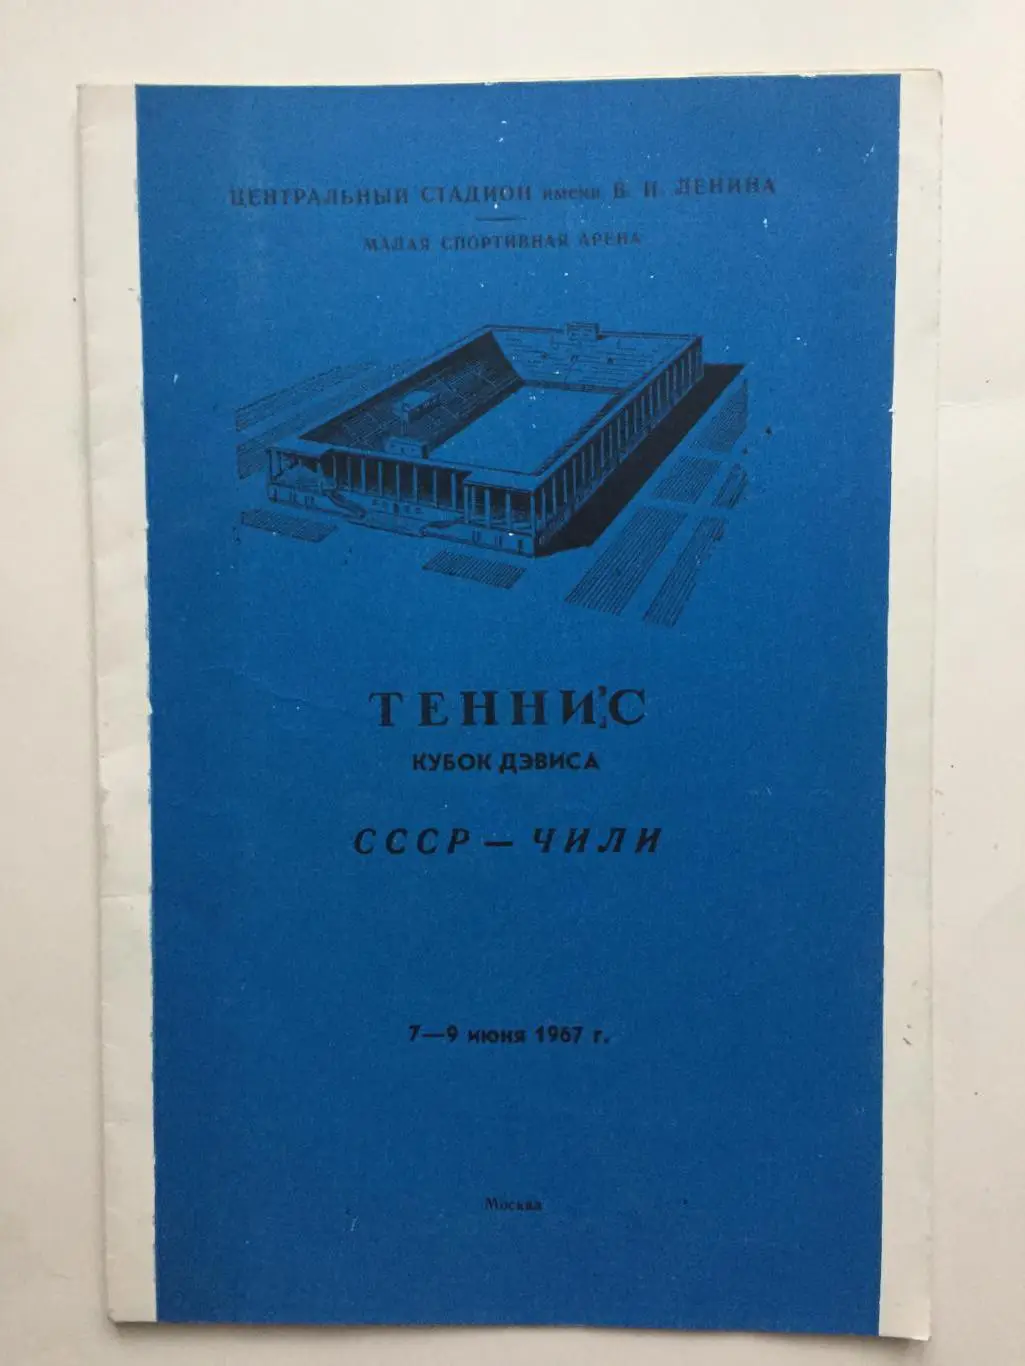 ЦЕНТРАЛЬНЫЙ СТАДИОН имени В. И. ЛЕНИНА
МАЛАЯ СПОРТИВНАЯ АРЕНА
ТЕННИС
КУБОК ДЭВИСА
СССР — ЧИЛИ
7—9 июня 1967 г.
Москва